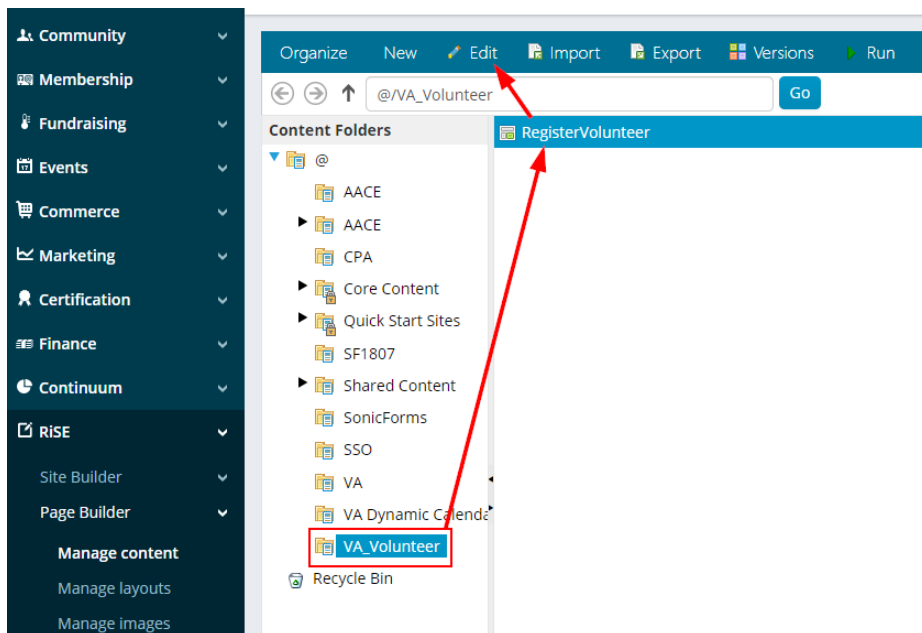 Community
Membership
Fundraising
Events
Commerce
Marketing
Certification
Finance
Continuum
RiSE
Site Builder
Page Builder
Manage content
Manage layouts
Manage images
Organize New Edit Import Export Versions Run
@/VA_Volunteer Go
Content Folders
@
AACE
AACE
CPA
Core Content
Quick Start Sites
SF1807
Shared Content
SonicForms
SSO
VA
VA Dynamic Calenda
VA_Volunteer
Recycle Bin
RegisterVolunteer